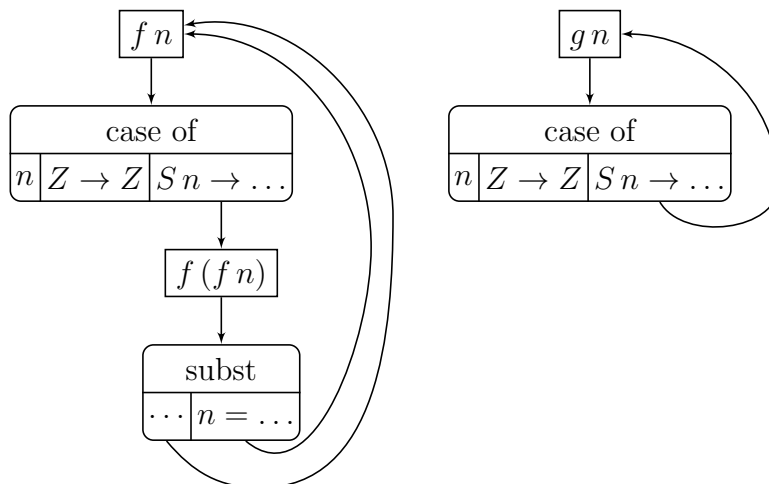 f n
case of
n Z → Z S n → ...
f (f n)
subst
··· n = ...
g n
case of
n Z → Z S n → ...